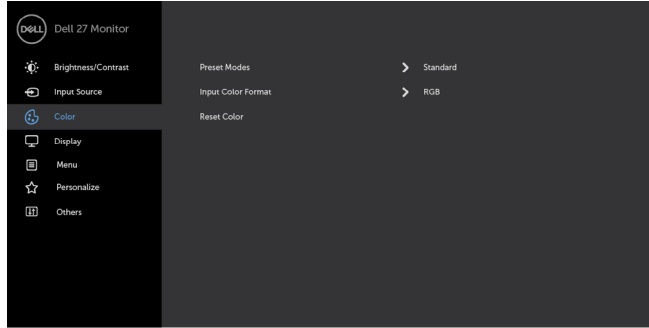 DELL Dell 27 Monitor
Brightness/Contrast Preset Modes Standard
Input Source Input Color Format RGB
Color Reset Color
Display
Menu
Personalize
Others